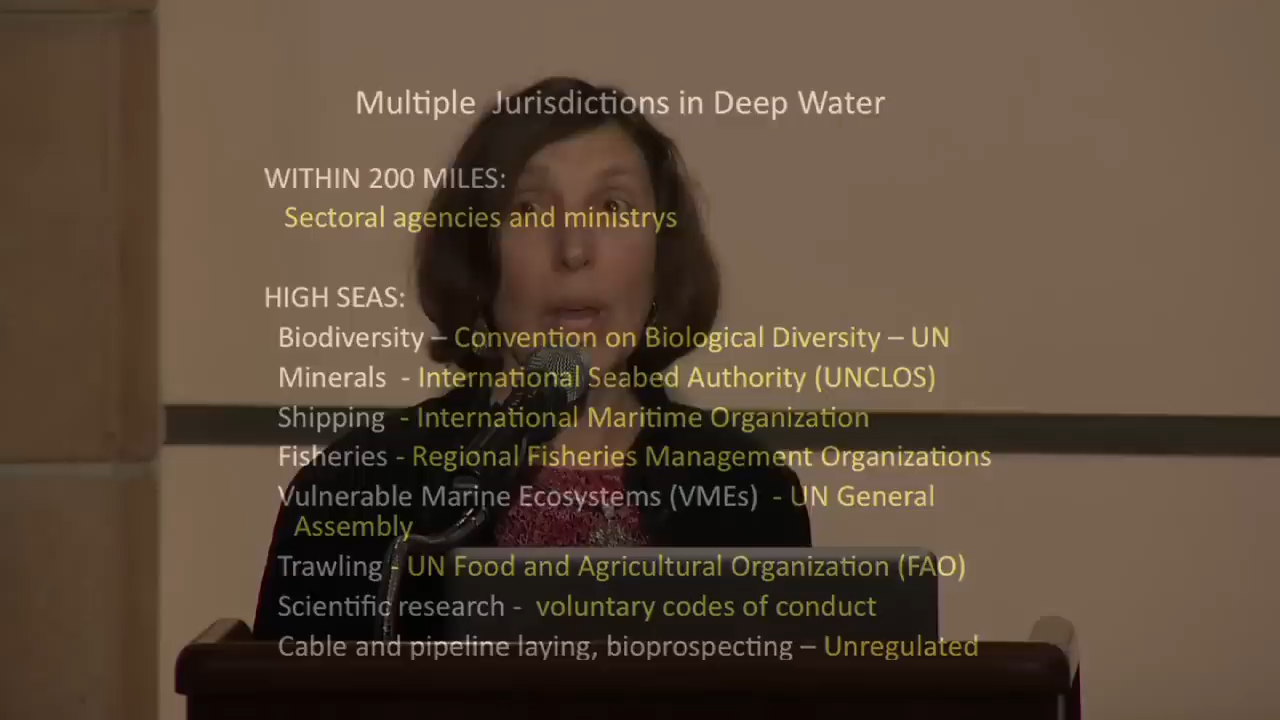 Multiple Jurisdictions in Deep Water
WITHIN 200 MILES:
Sectoral agencies and ministrys
HIGH SEAS:
Biodiversity – Convention on Biological Diversity – UN
Minerals - International Seabed Authority (UNCLOS)
Shipping - International Maritime Organization
Fisheries - Regional Fisheries Management Organizations
Vulnerable Marine Ecosystems (VMEs) - UN General
Assembly
Trawling - UN Food and Agricultural Organization (FAO)
Scientific research - voluntary codes of conduct
Cable and pipeline laying, bioprospecting – Unregulated